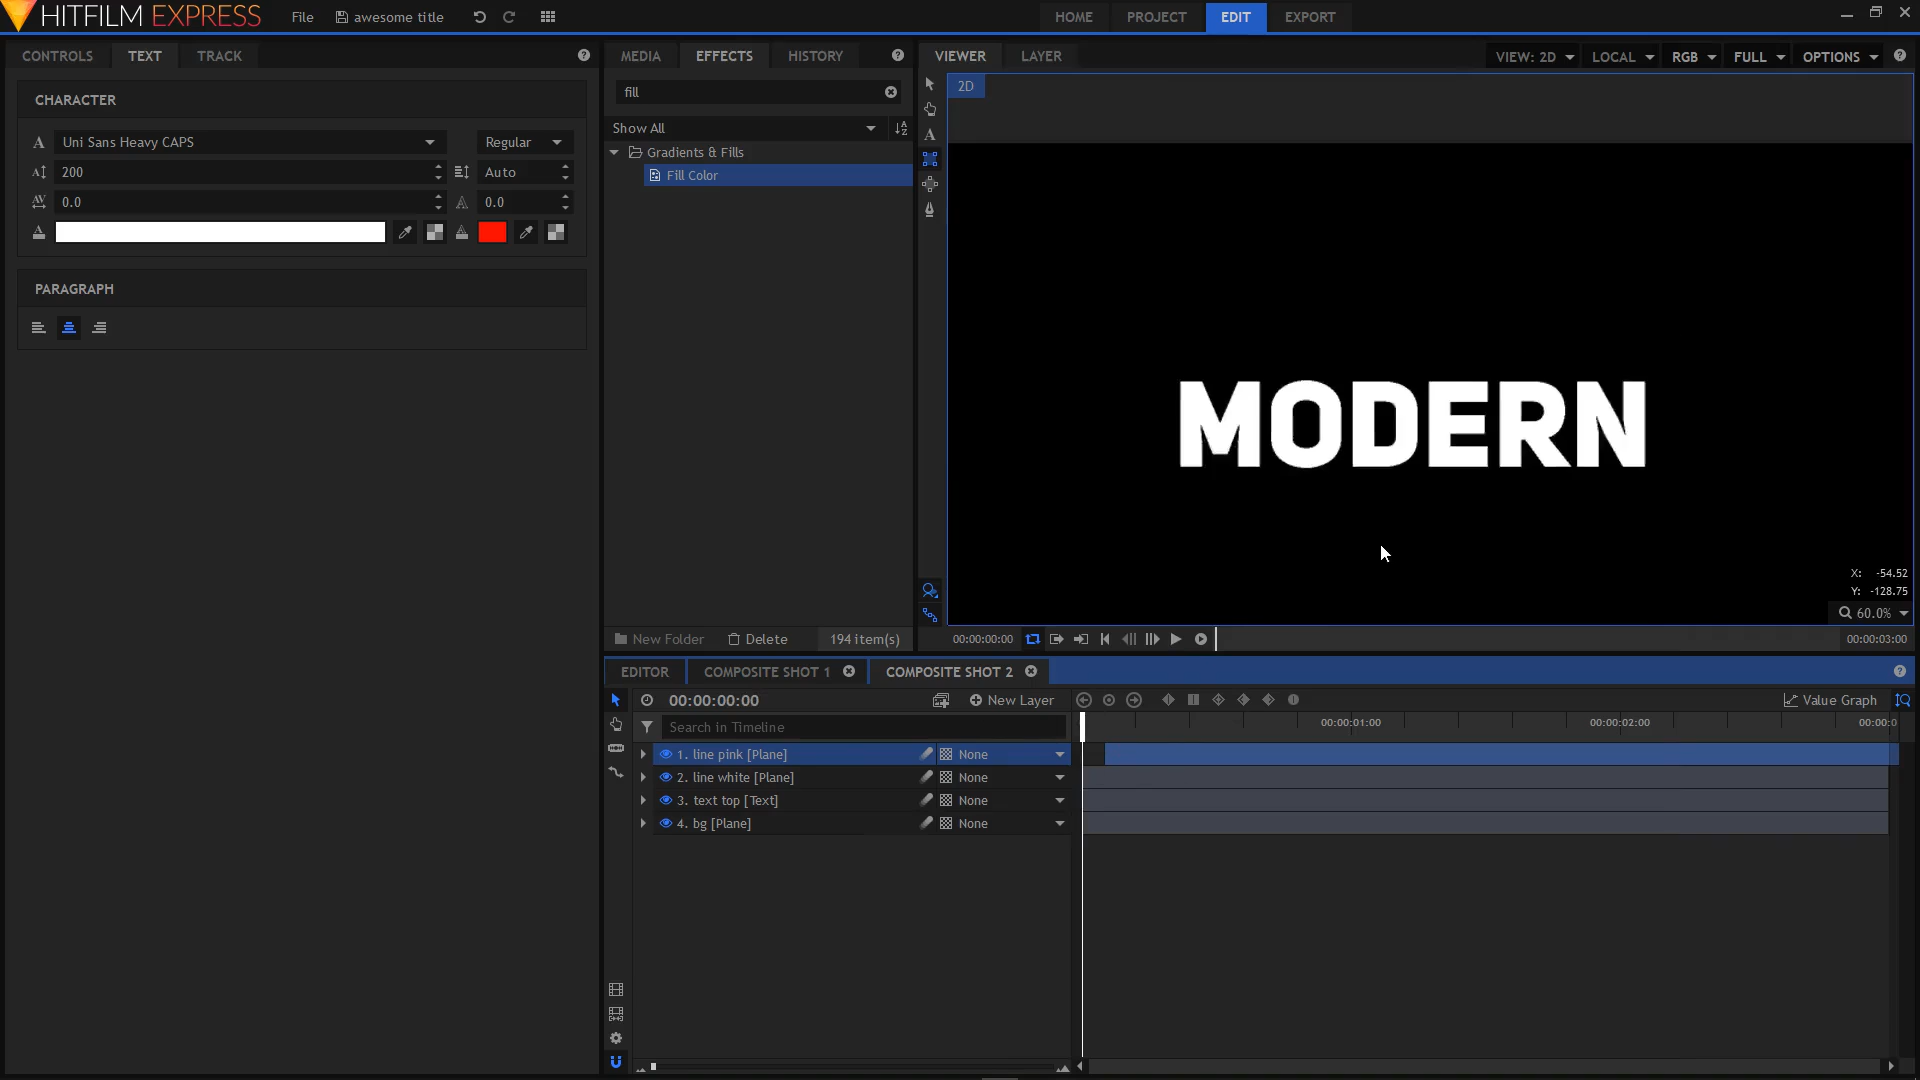 HITFILM EXPRESS File awesome title HOME PROJECT EDIT EXPORT
CONTROLS TEXT TRACK
CHARACTER
Uni Sans Heavy CAPS Regular
200 Auto
0.0 0.0
PARAGRAPH
MEDIA EFFECTS HISTORY
fill
Show All
Gradients & Fills
Fill Color
New Folder Delete 194 item(s)
VIEWER LAYER VIEW: 2D LOCAL RGB FULL OPTIONS
2D
MODERN
X: -54.52
Y: -128.75
60.0%
00:00:00:00 00:00:03:00
EDITOR COMPOSITE SHOT 1 COMPOSITE SHOT 2
00:00:00:00 New Layer Value Graph
Search in Timeline 00:00:01:00 00:00:02:00 00:00:0
1. line pink [Plane] None
2. line white [Plane] None
3. text top [Text] None
4. bg [Plane] None